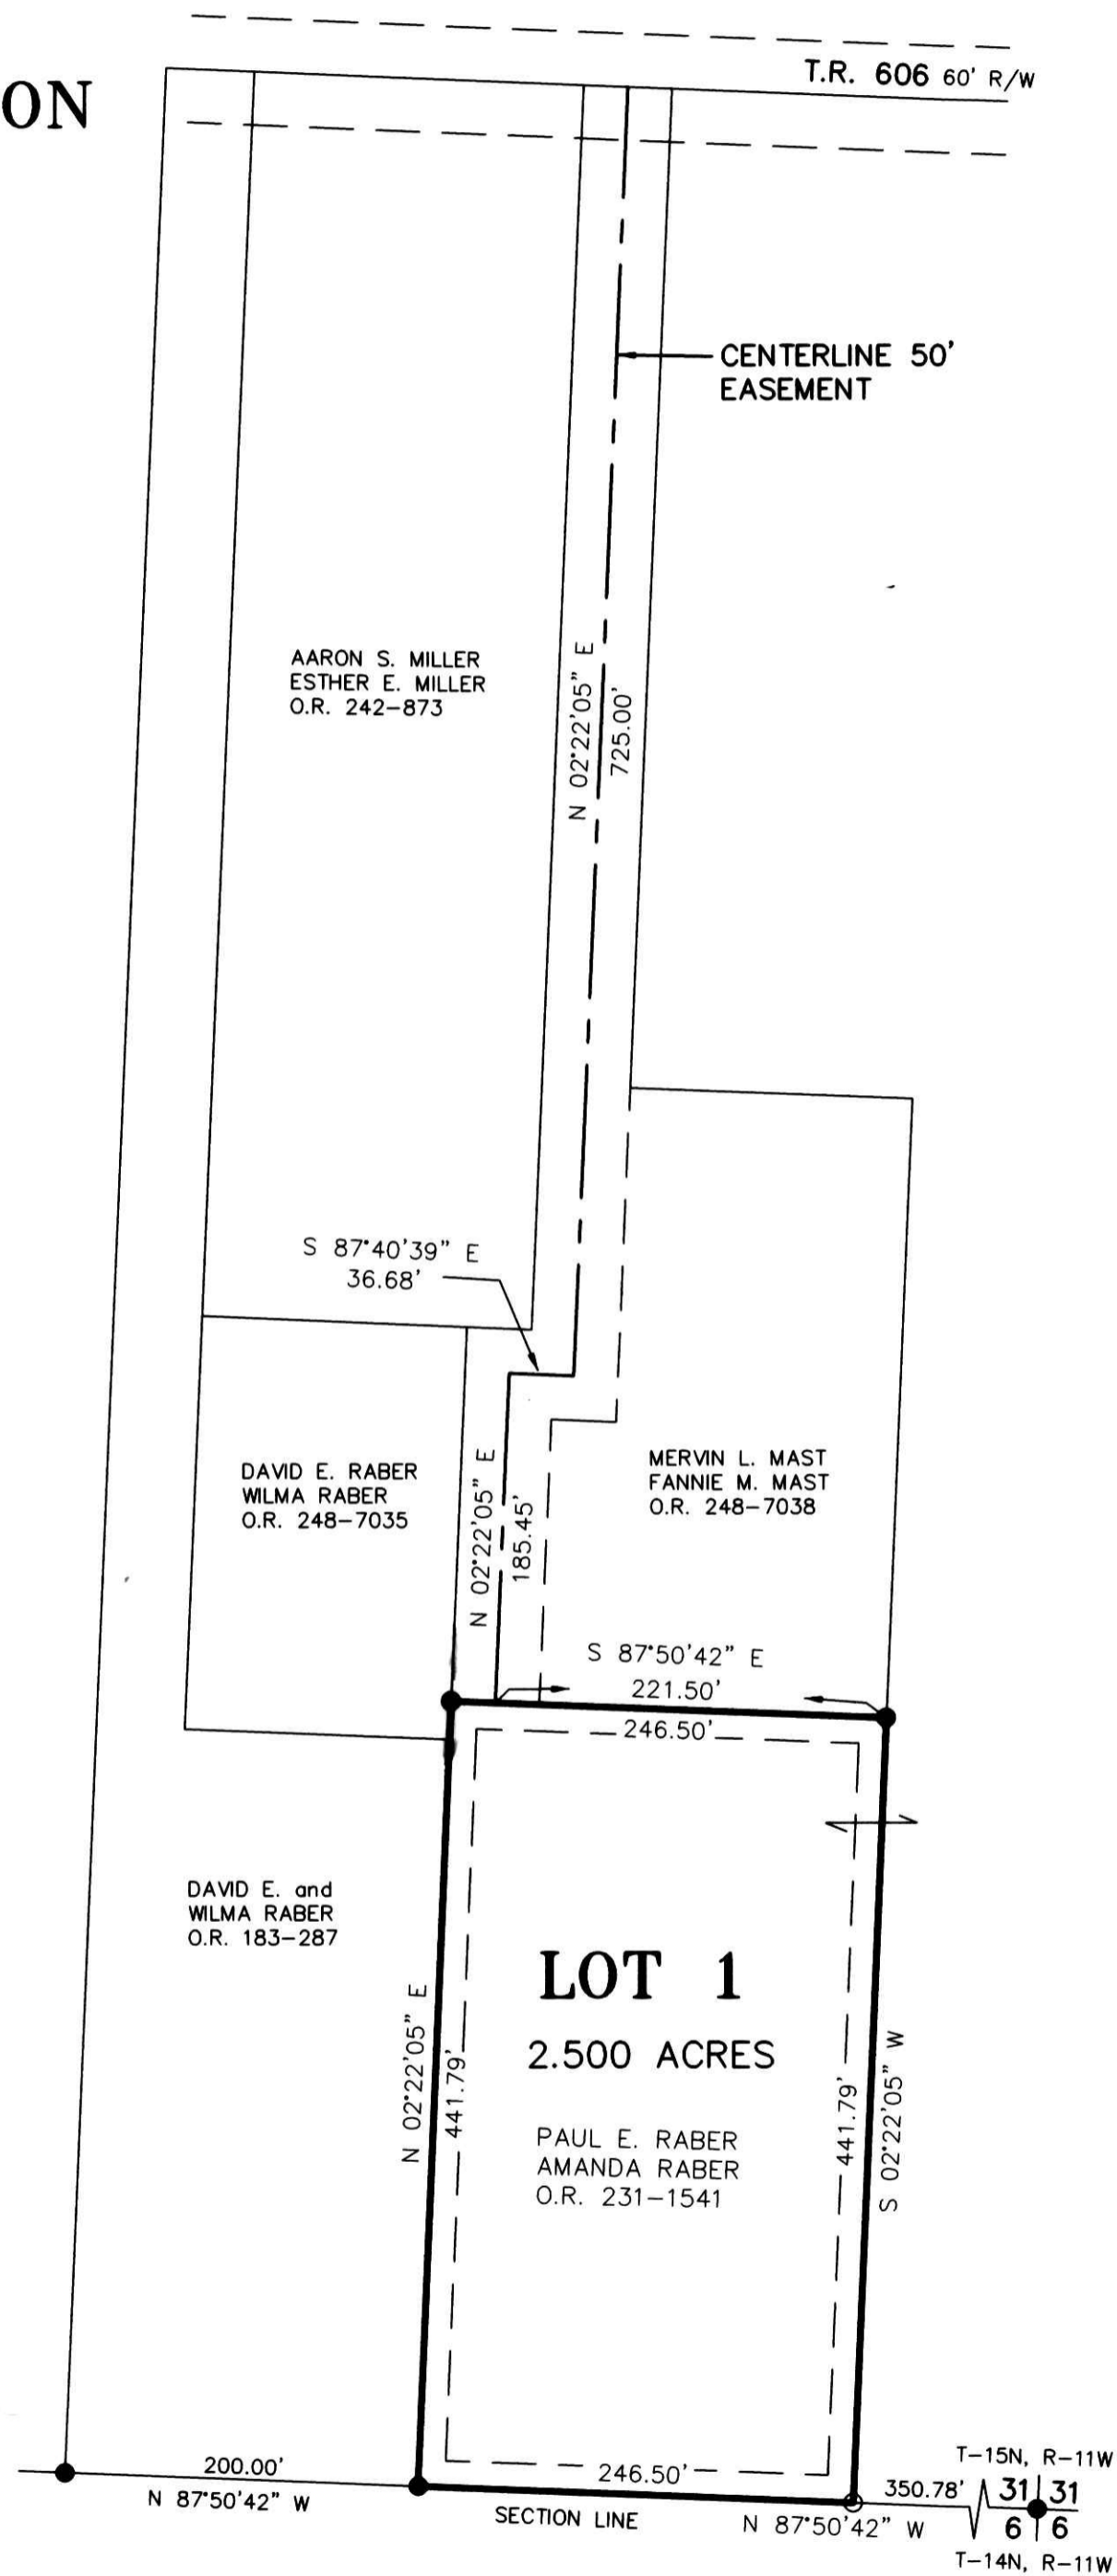 ON
T.R. 606 60' R/W
CENTERLINE 50'
EASEMENT
AARON S. MILLER
ESTHER E. MILLER
O.R. 242-873
N 02°22'05" E
725.00'
S 87°40'39" E
36.68'
DAVID E. RABER
WILMA RABER
O.R. 248-7035
N 02°22'05" E
185.45'
MERVIN L. MAST
FANNIE M. MAST
O.R. 248-7038
S 87°50'42" E
221.50'
246.50'
DAVID E. and
WILMA RABER
O.R. 183-287
N 02°22'05" E
441.79'
LOT 1
2.500 ACRES
PAUL E. RABER
AMANDA RABER
O.R. 231-1541
441.79'
S 02°22'05" W
200.00'
N 87°50'42" W
246.50'
SECTION LINE
N 87°50'42" W
350.78'
T-15N, R-11W
31 31
6 6
T-14N, R-11W